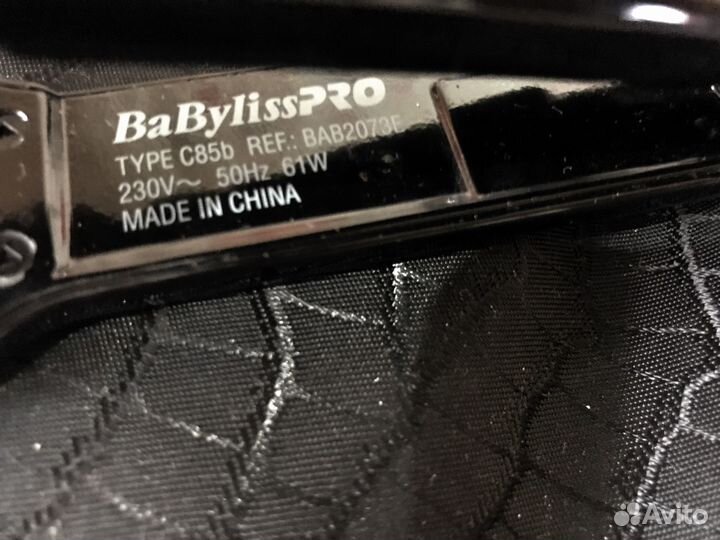 BaBylissPRO
TYPE C85b REF.: BAB2073E
230V~ 50Hz 61W
MADE IN CHINA
Avito